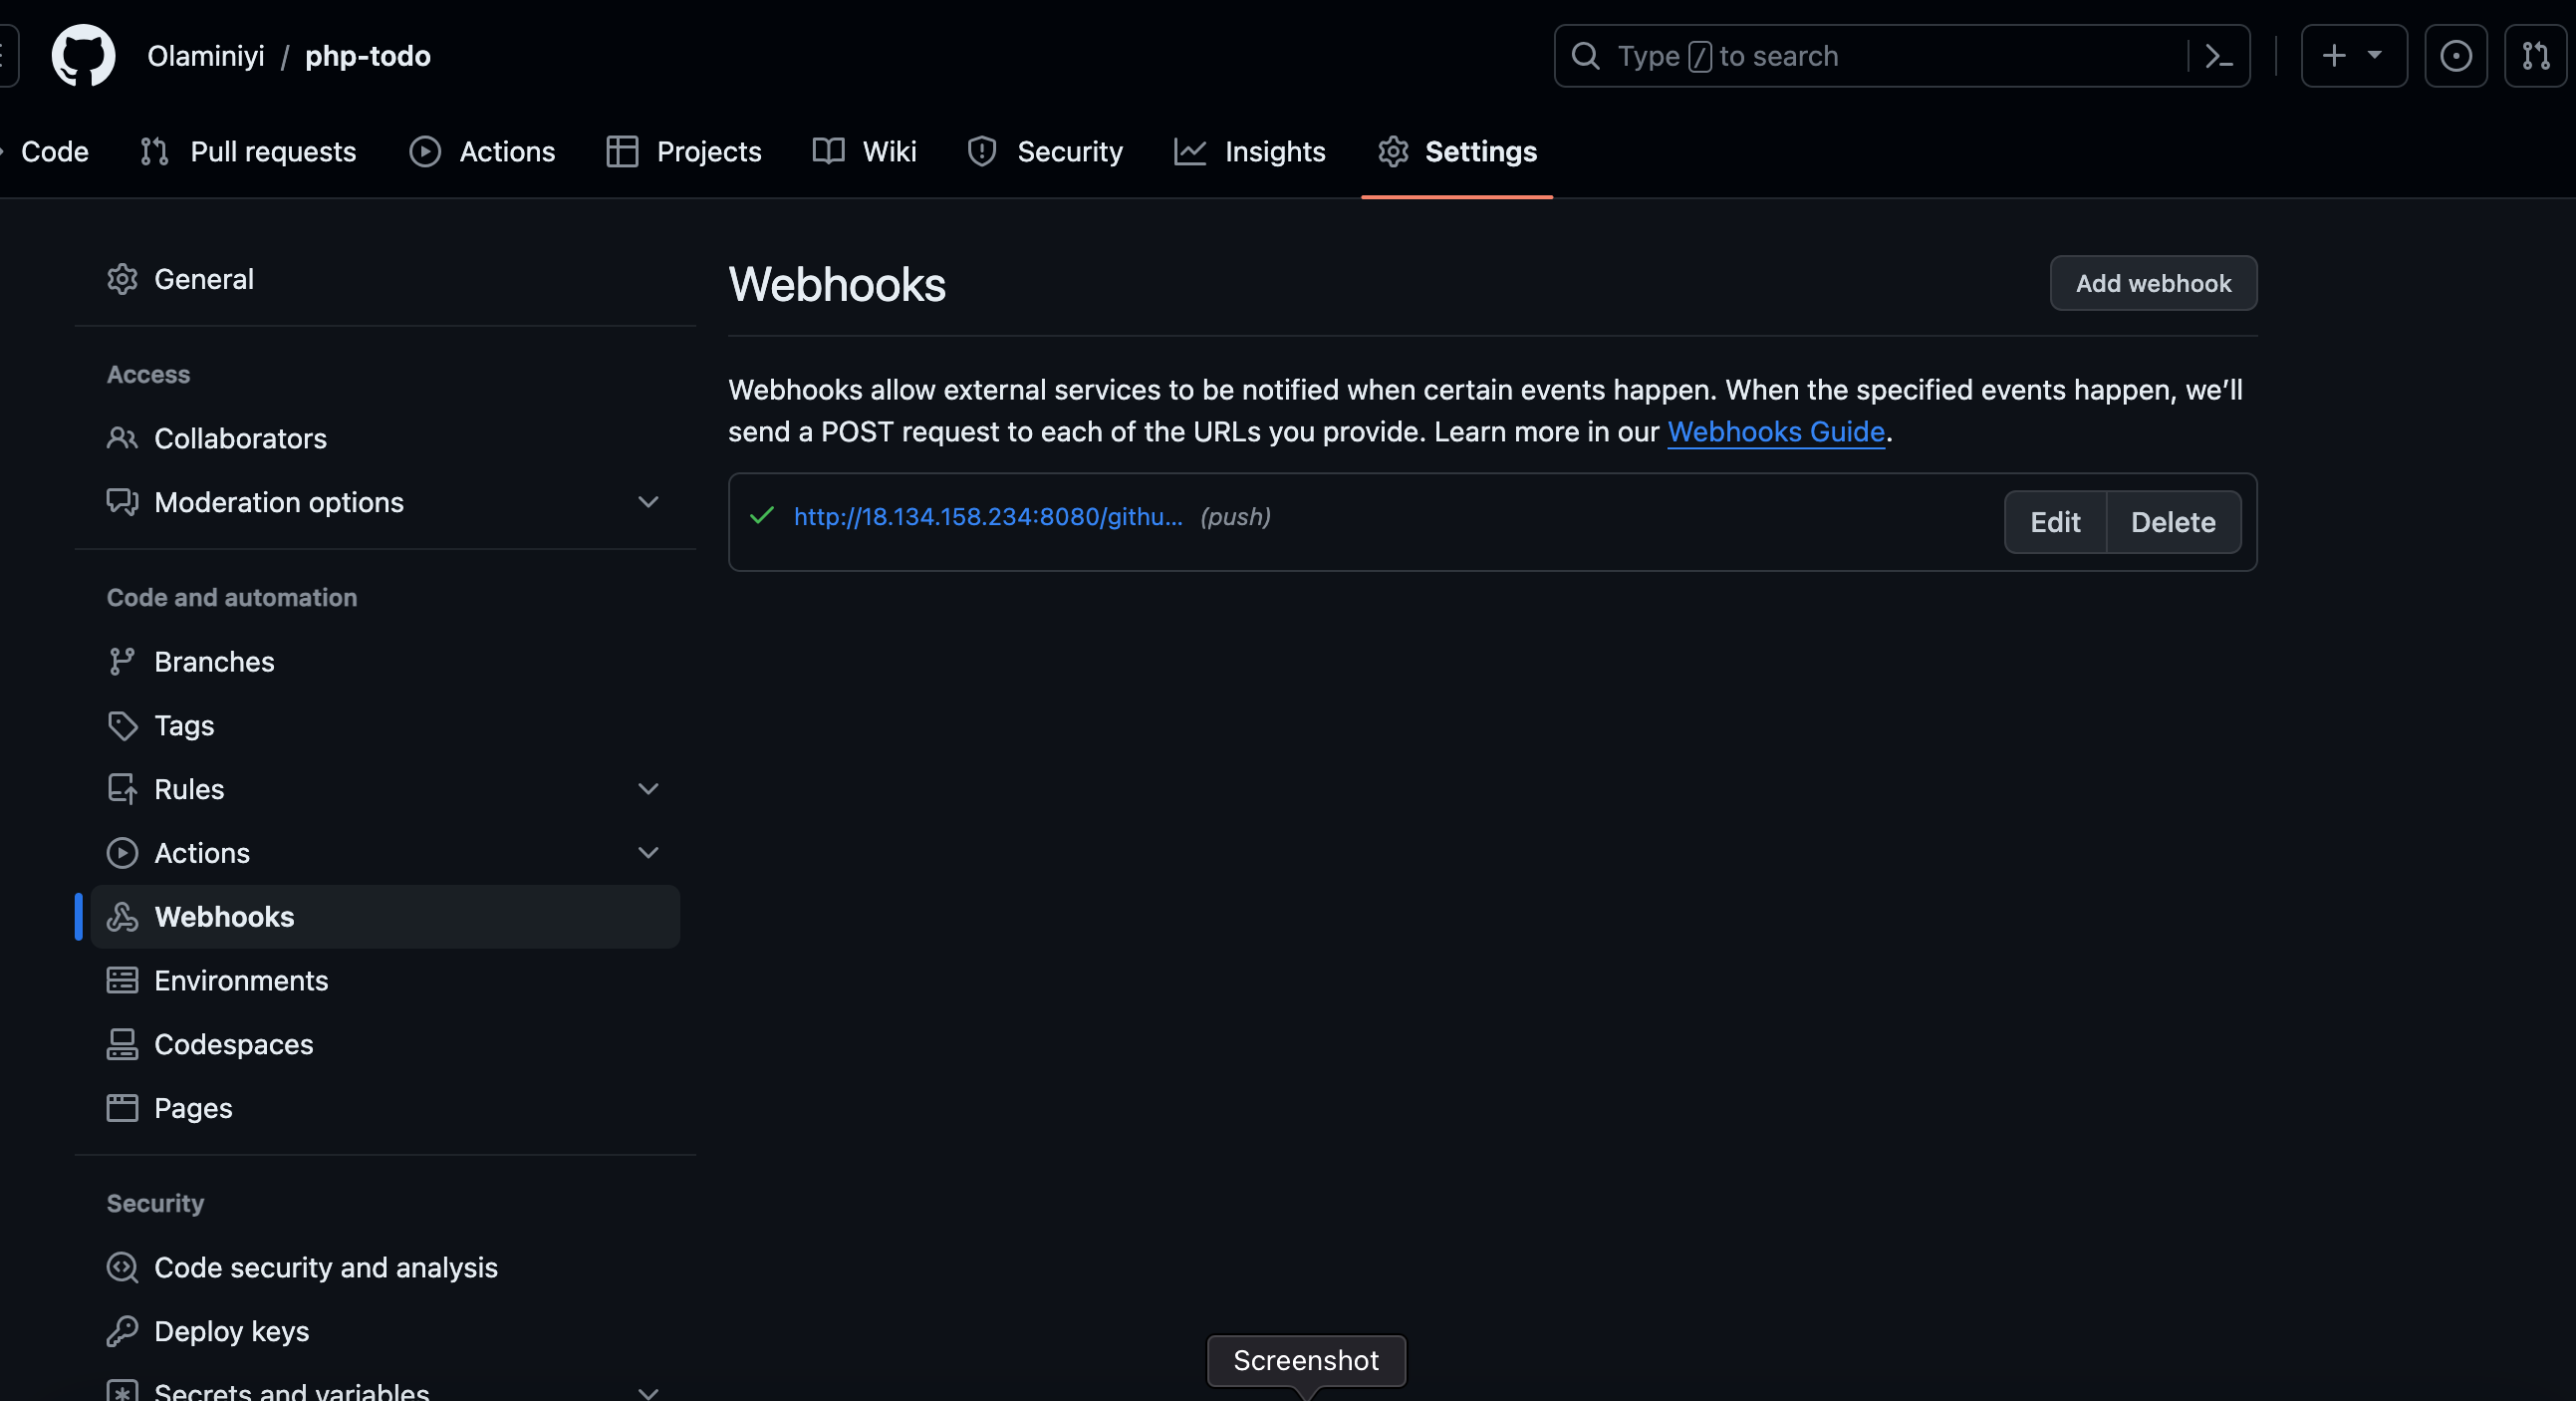 Olaminiyi / php-todo
Type / to search
Code
Pull requests
Actions
Projects
Wiki
Security
Insights
Settings
General
Access
Collaborators
Moderation options
Code and automation
Branches
Tags
Rules
Actions
Webhooks
Environments
Codespaces
Pages
Security
Code security and analysis
Deploy keys
Secrets and variables
Webhooks
Add webhook
Webhooks allow external services to be notified when certain events happen. When the specified events happen, we’ll
send a POST request to each of the URLs you provide. Learn more in our Webhooks Guide.
http://18.134.158.234:8080/githu... (push)
Edit
Delete
Screenshot